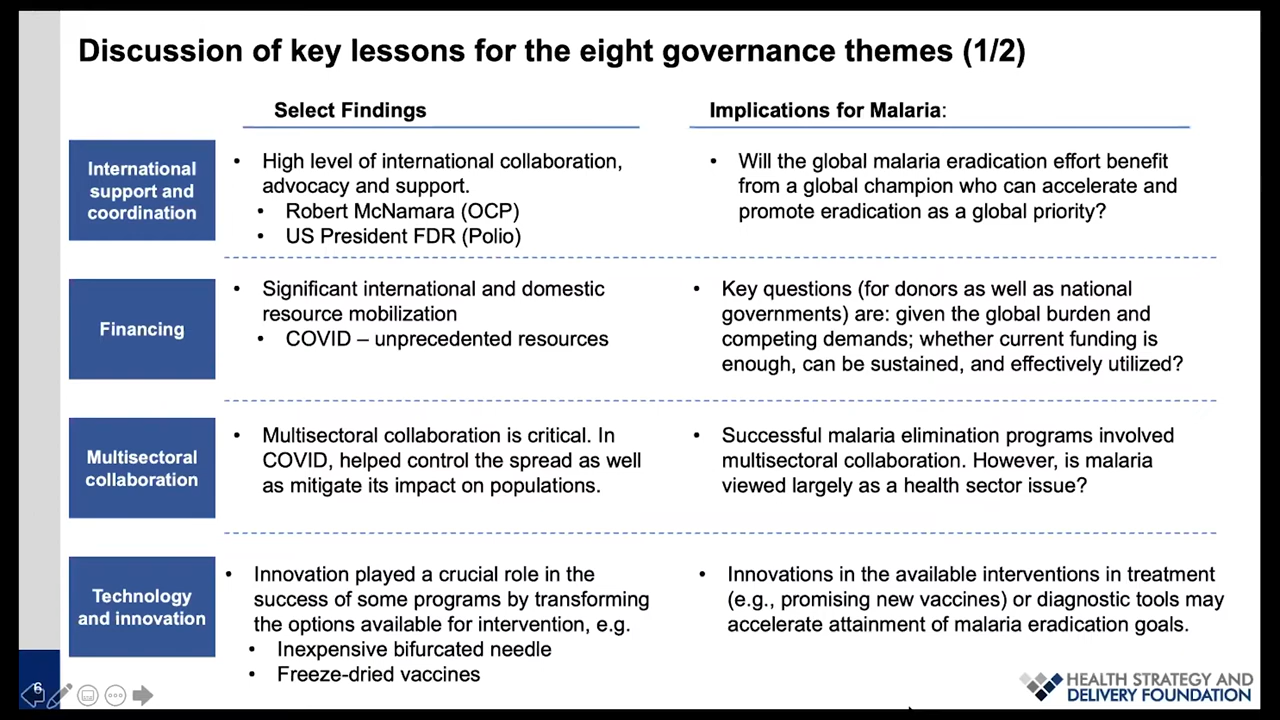 Discussion of key lessons for the eight governance themes (1/2)
Select Findings
Implications for Malaria:
International
support and
coordination
• High level of international collaboration,
advocacy and support.
• Robert McNamara (OCP)
• US President FDR (Polio)
• Will the global malaria eradication effort benefit
from a global champion who can accelerate and
promote eradication as a global priority?
Financing
• Significant international and domestic
resource mobilization
• COVID – unprecedented resources
• Key questions (for donors as well as national
governments) are: given the global burden and
competing demands; whether current funding is
enough, can be sustained, and effectively utilized?
Multisectoral
collaboration
• Multisectoral collaboration is critical. In
COVID, helped control the spread as well
as mitigate its impact on populations.
• Successful malaria elimination programs involved
multisectoral collaboration. However, is malaria
viewed largely as a health sector issue?
Technology
and innovation
• Innovation played a crucial role in the
success of some programs by transforming
the options available for intervention, e.g.
• Inexpensive bifurcated needle
• Freeze-dried vaccines
• Innovations in the available interventions in treatment
(e.g., promising new vaccines) or diagnostic tools may
accelerate attainment of malaria eradication goals.
6
HEALTH STRATEGY AND
DELIVERY FOUNDATION